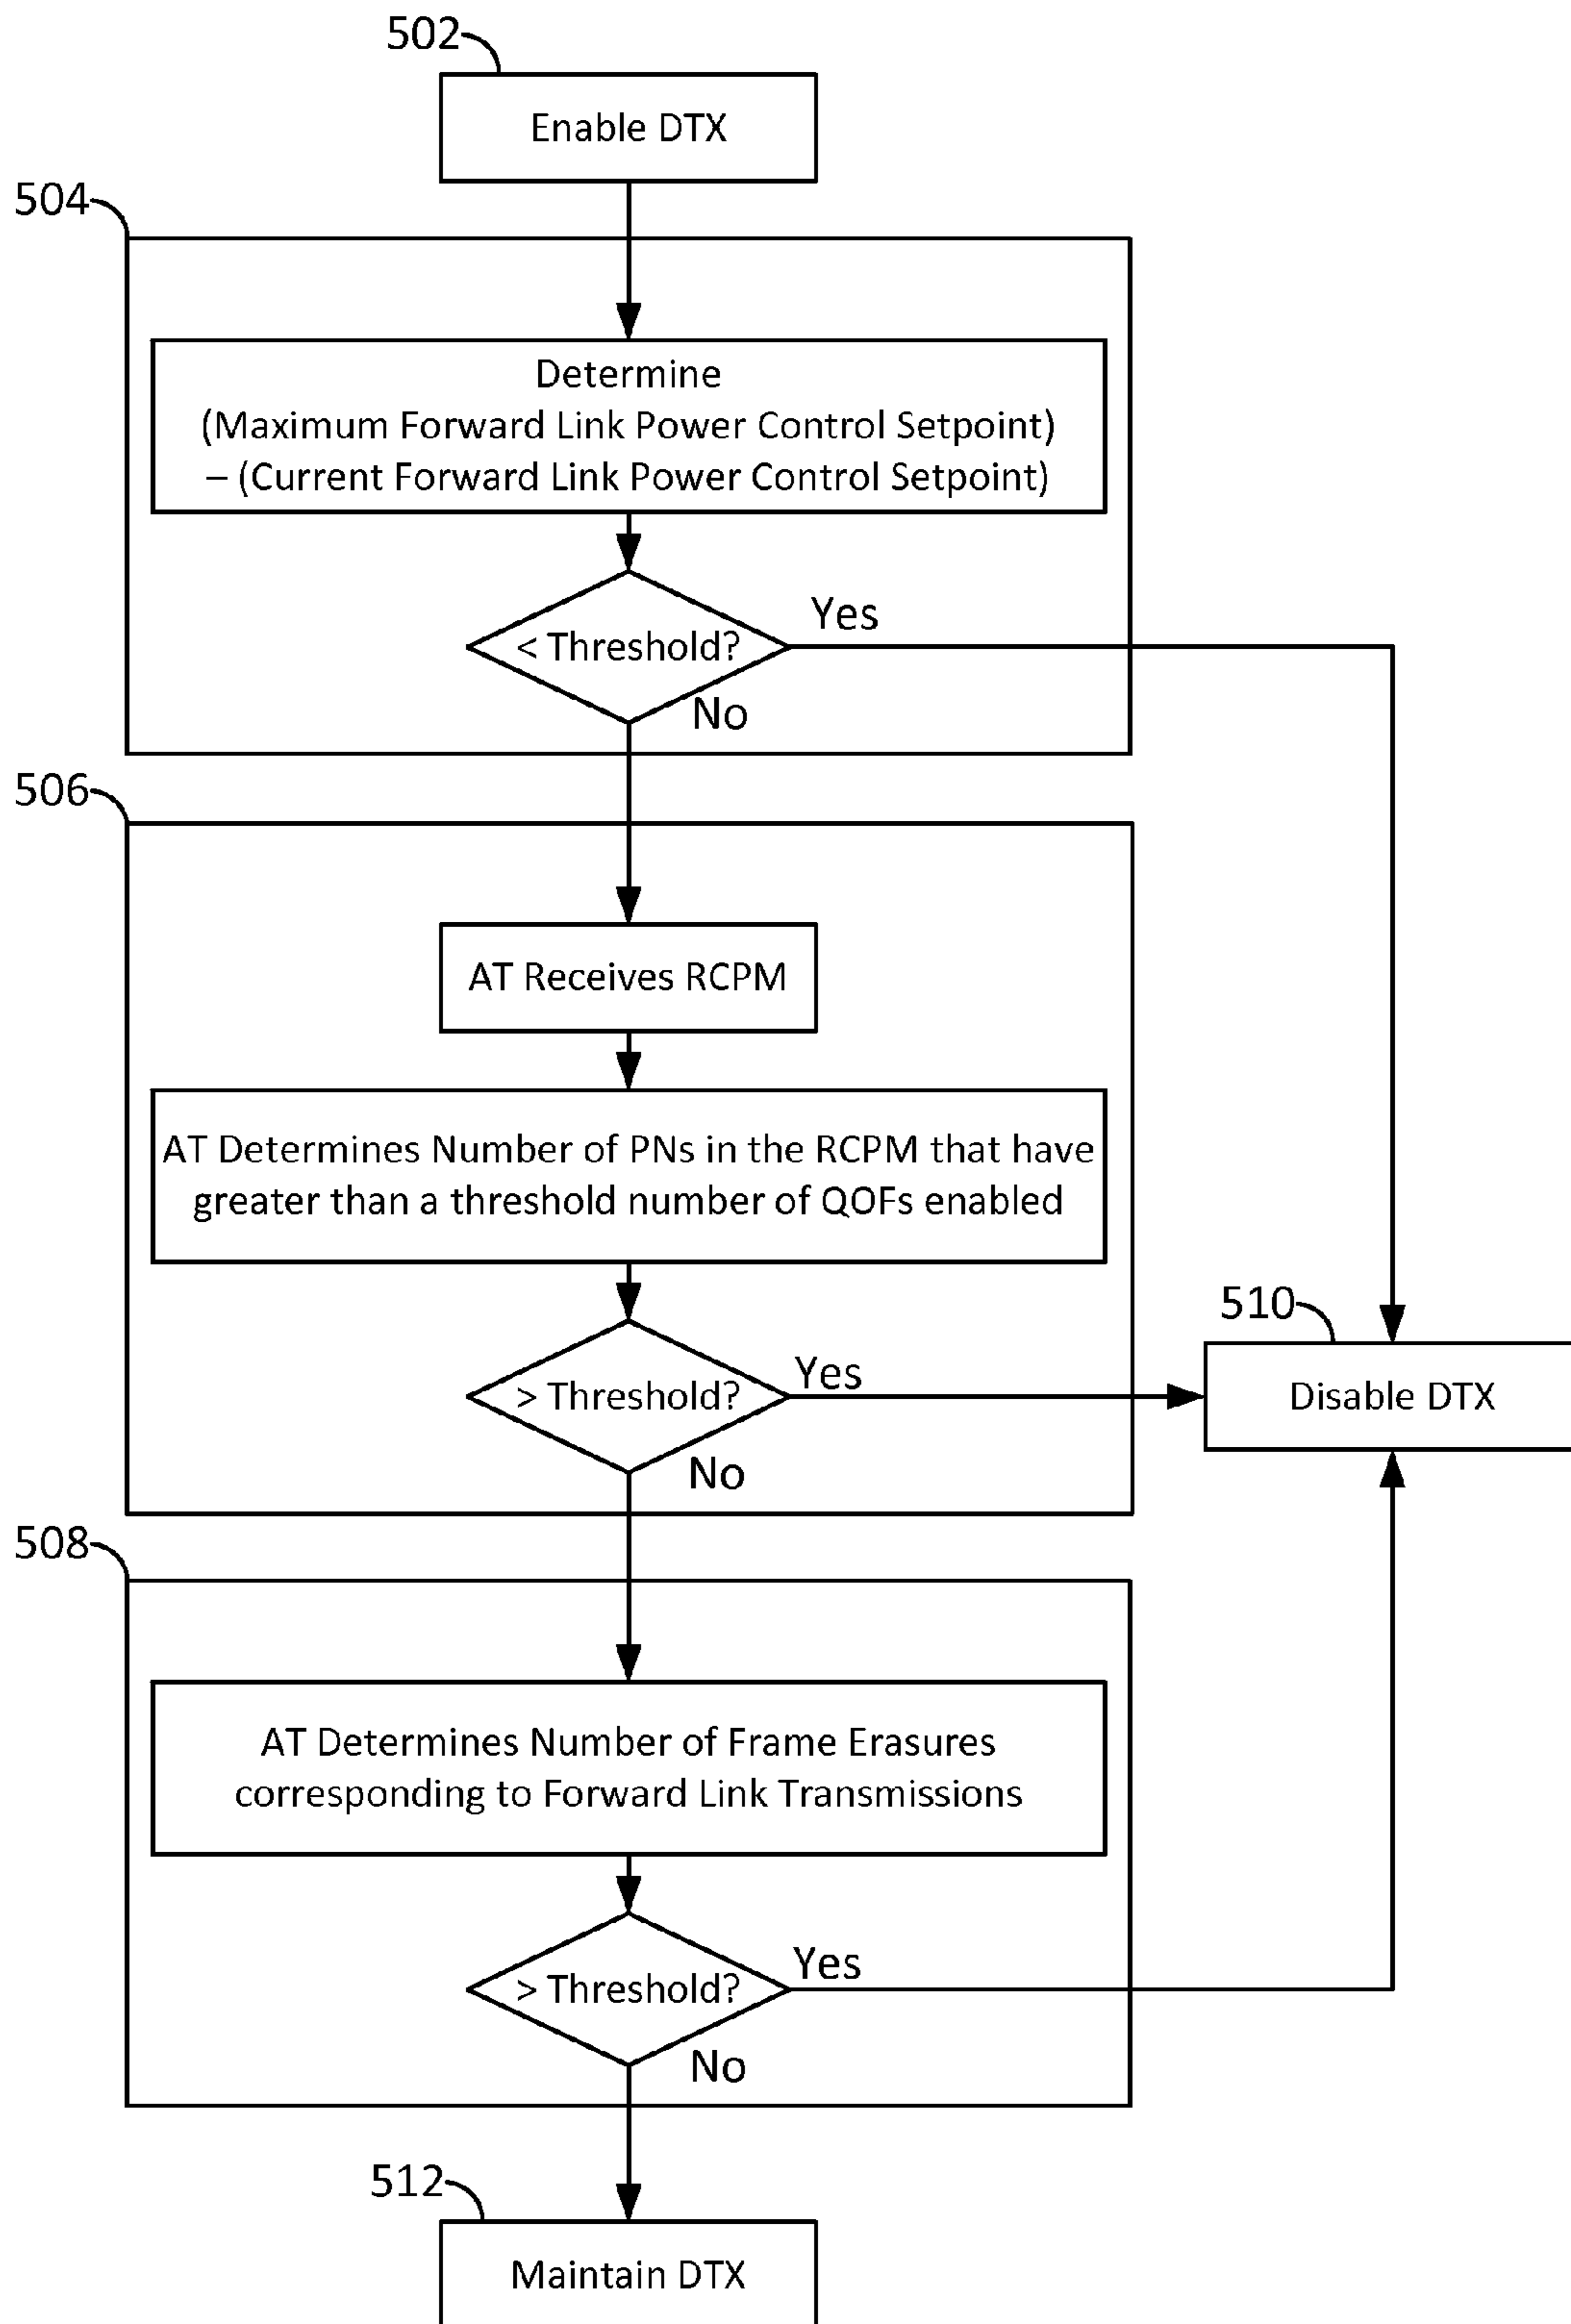 502
Enable DTX
504
Determine
(Maximum Forward Link Power Control Setpoint)
– (Current Forward Link Power Control Setpoint)
< Threshold?
Yes
No
506
AT Receives RCPM
AT Determines Number of PNs in the RCPM that have
greater than a threshold number of QOFs enabled
> Threshold?
Yes
No
510
Disable DTX
508
AT Determines Number of Frame Erasures
corresponding to Forward Link Transmissions
> Threshold?
Yes
No
512
Maintain DTX